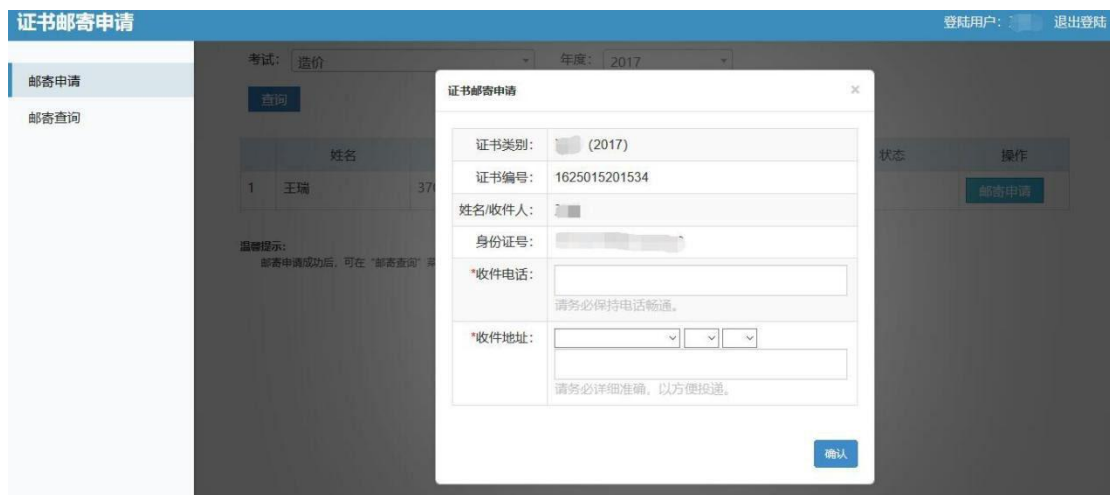 证书邮寄申请
登陆用户： 退出登陆
邮寄申请
邮寄查询
考试： 造价 年度： 2017
查询
姓名 状态 操作
1 王瑞 370 邮寄申请
温馨提示：
邮寄申请成功后，可在“邮寄查询”菜
证书邮寄申请 ×
证书类别： (2017)
证书编号： 1625015201534
姓名/收件人：
身份证号：
*收件电话：
请务必保持电话畅通。
*收件地址：
请务必详细准确，以方便投递。
确认